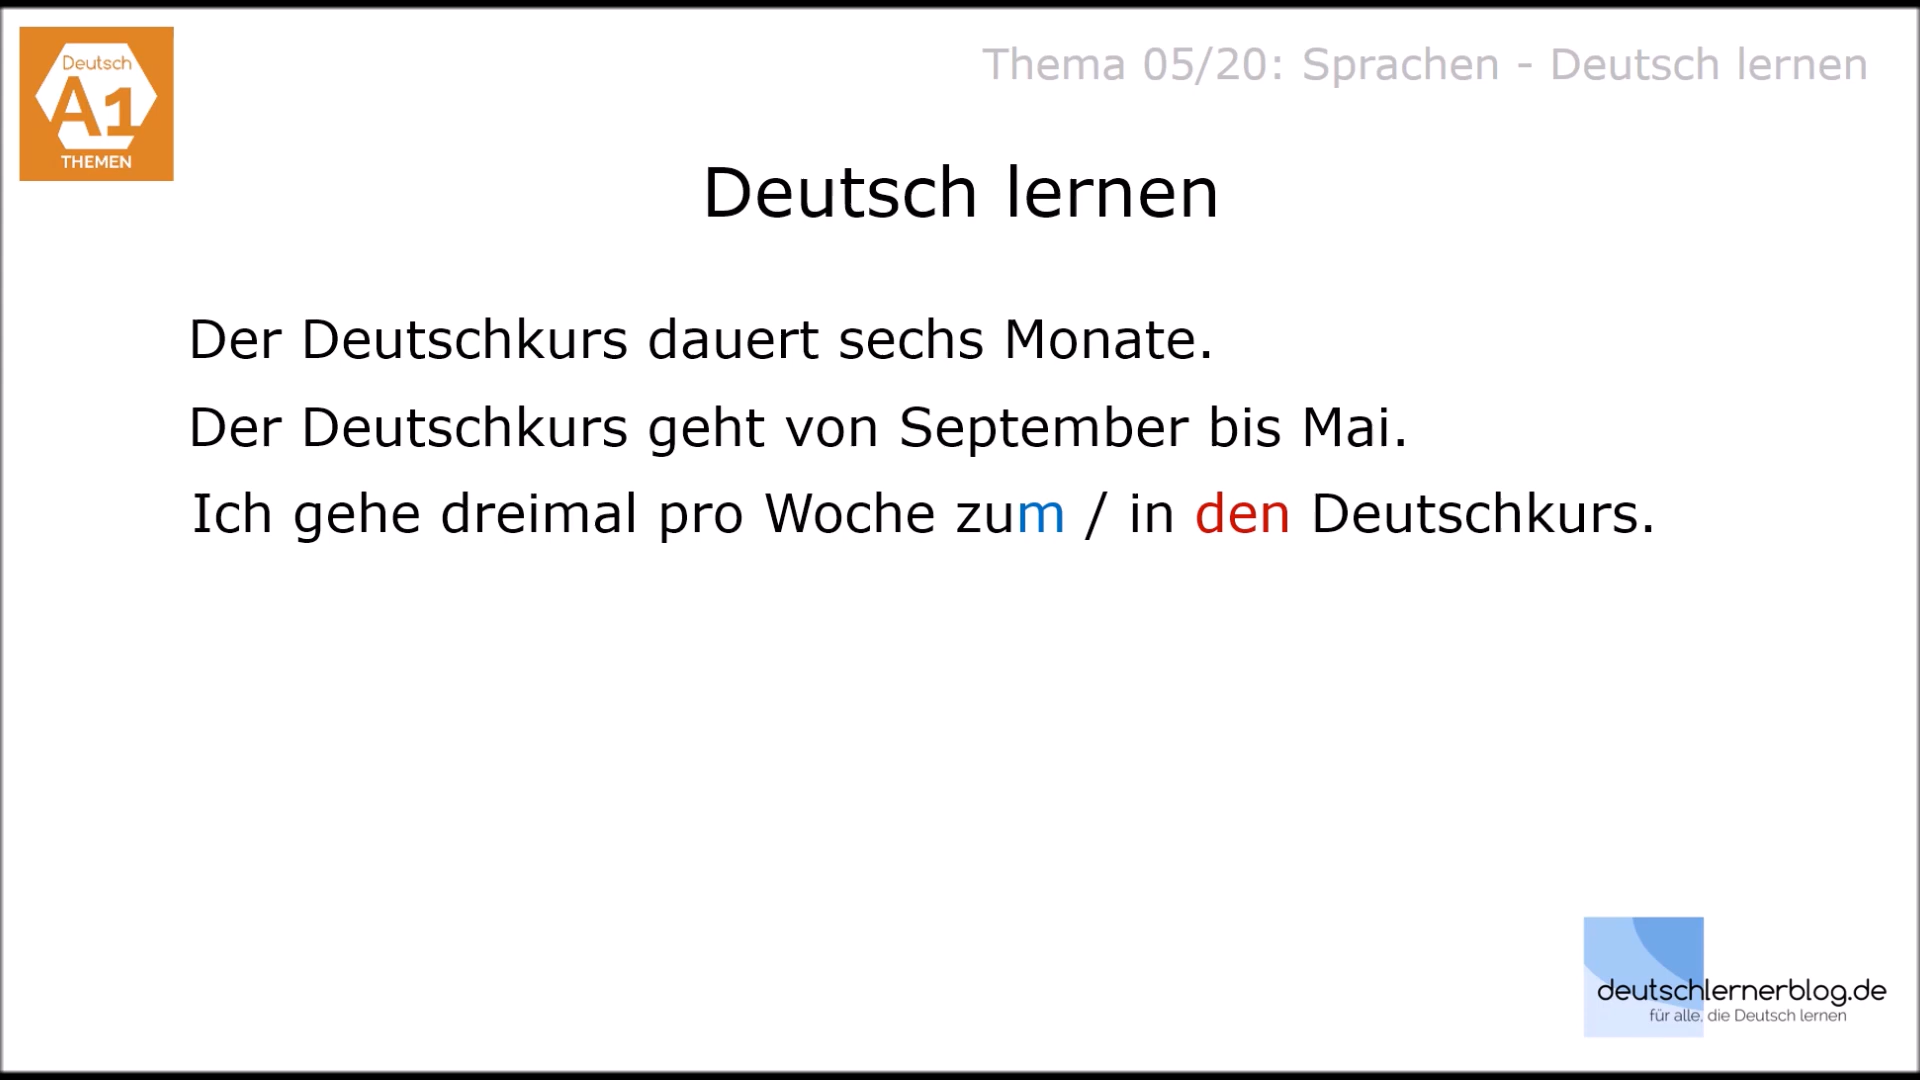 Deutsch
A1
THEMEN
Thema 05/20: Sprachen - Deutsch lernen
Deutsch lernen
Der Deutschkurs dauert sechs Monate.
Der Deutschkurs geht von September bis Mai.
Ich gehe dreimal pro Woche zum / in den Deutschkurs.
deutschlernerblog.de
für alle, die Deutsch lernen